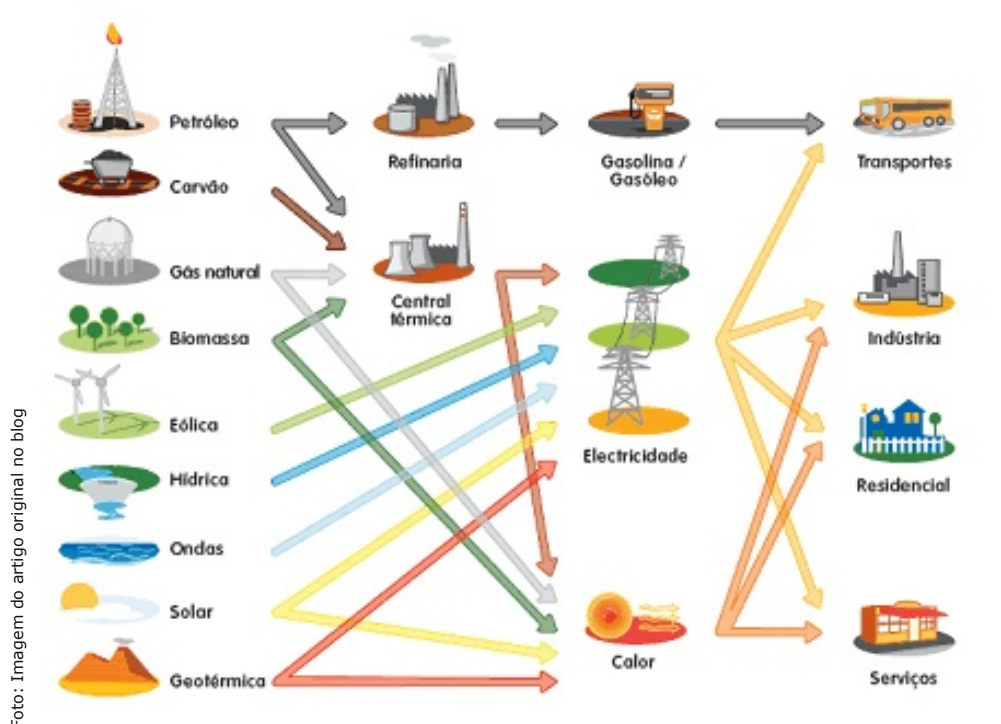 Petróleo
Refinaria
Gasolina /
Gasóleo
Transportes
Carvão
Gás natural
Central
térmica
Indústria
Biomassa
Eólica
Electricidade
Residencial
Hídrica
Ondas
Solar
Calor
Serviços
Geotérmica
Foto: Imagem do artigo original no blog